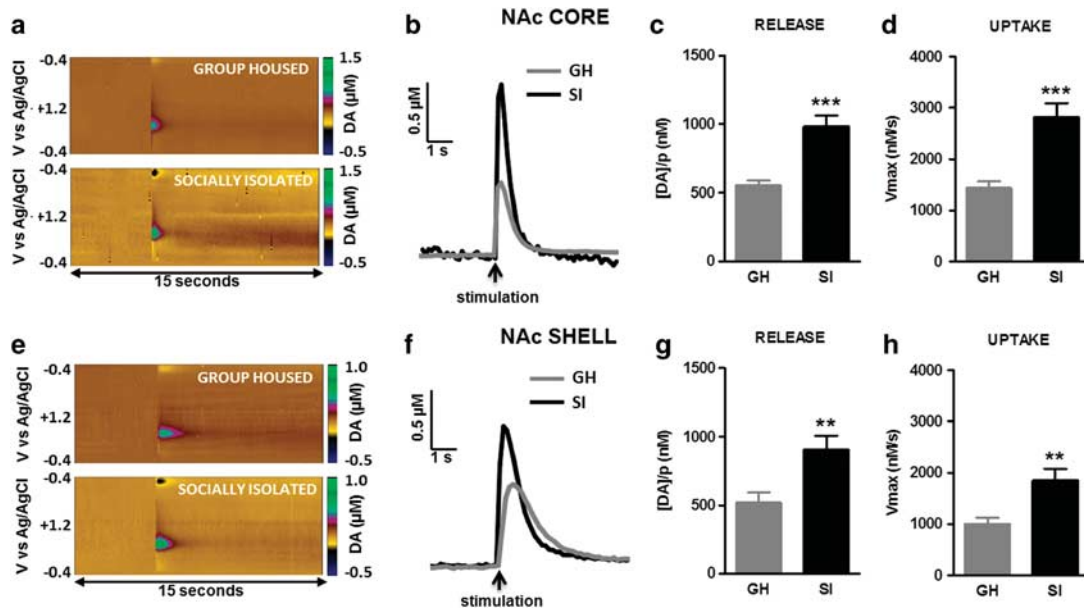 a
-0.4
+1.2
-0.4
V vs Ag/AgCl
GROUP HOUSED
1.5
DA (µM)
-0.5
-0.4
+1.2
-0.4
V vs Ag/AgCl
SOCIALLY ISOLATED
1.5
DA (µM)
-0.5
15 seconds
b
NAc CORE
0.5 µM
1 s
GH
SI
stimulation
c
RELEASE
[DA]/p (nM)
1500
1000
500
0
***
GH
SI
d
UPTAKE
Vmax (nM/s)
4000
3000
2000
1000
0
***
GH
SI
e
-0.4
+1.2
-0.4
V vs Ag/AgCl
GROUP HOUSED
1.0
DA (µM)
-0.5
-0.4
+1.2
-0.4
V vs Ag/AgCl
SOCIALLY ISOLATED
1.0
DA (µM)
-0.5
15 seconds
f
NAc SHELL
0.5 µM
1 s
GH
SI
stimulation
g
RELEASE
[DA]/p (nM)
1500
1000
500
0
**
GH
SI
h
UPTAKE
Vmax (nM/s)
4000
3000
2000
1000
0
**
GH
SI